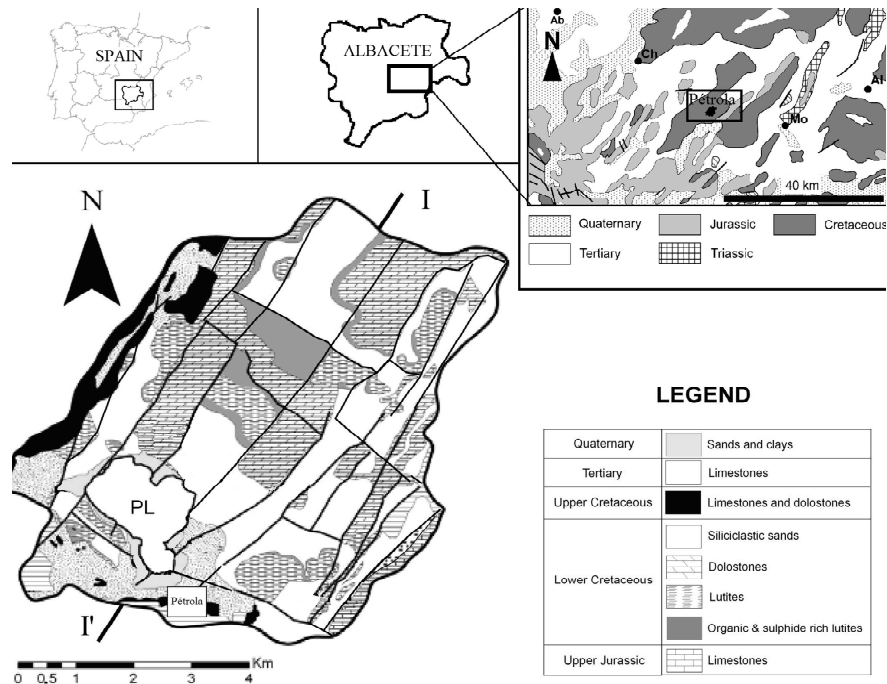 SPAIN
ALBACETE
Ab
N
Ch
Al
Pétrola
Mo
40 km
Quaternary
Jurassic
Cretaceous
Tertiary
Triassic
N
I
PL
Pétrola
I'
Km
0 0.5 1 2 3 4
LEGEND
Quaternary Sands and clays
Tertiary Limestones
Upper Cretaceous Limestones and dolostones
Siliciclastic sands
Dolostones
Lower Cretaceous
Lutites
Organic & sulphide rich lutites
Upper Jurassic Limestones